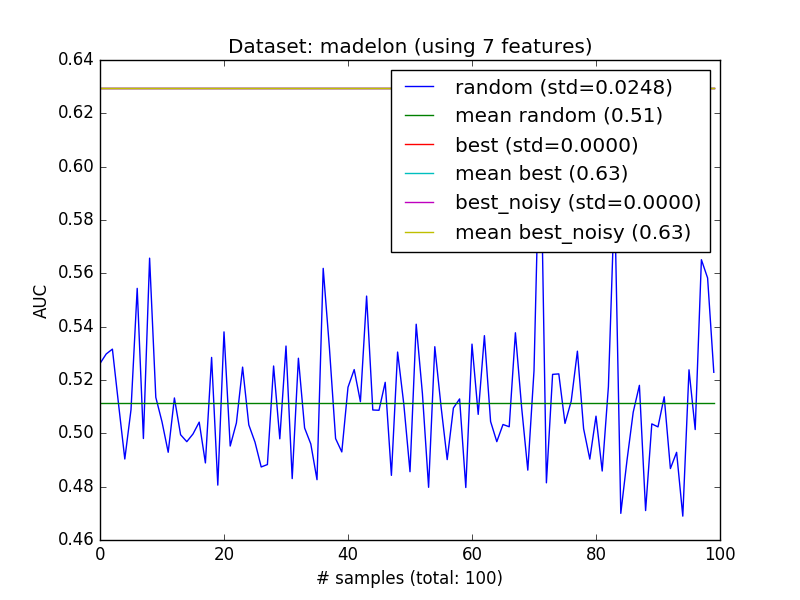 Dataset: madelon (using 7 features)
0.64
0.62
0.60
0.58
0.56
0.54
0.52
0.50
0.48
0.46
AUC
random (std=0.0248)
mean random (0.51)
best (std=0.0000)
mean best (0.63)
best_noisy (std=0.0000)
mean best_noisy (0.63)
0 20 40 60 80 100
# samples (total: 100)